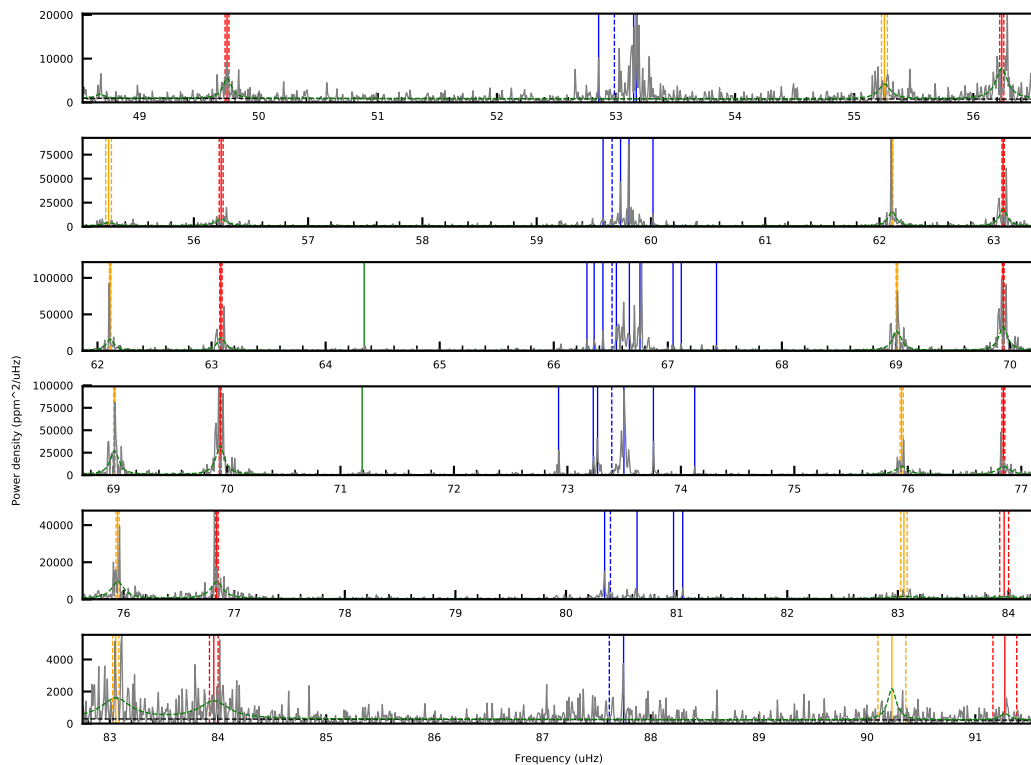 20000
10000
0
49 50 51 52 53 54 55 56
75000
50000
25000
0
56 57 58 59 60 61 62 63
100000
50000
0
62 63 64 65 66 67 68 69 70
Power density (ppm^2/uHz)
100000
75000
50000
25000
0
69 70 71 72 73 74 75 76 77
40000
20000
0
76 77 78 79 80 81 82 83 84
4000
2000
0
83 84 85 86 87 88 89 90 91
Frequency (uHz)